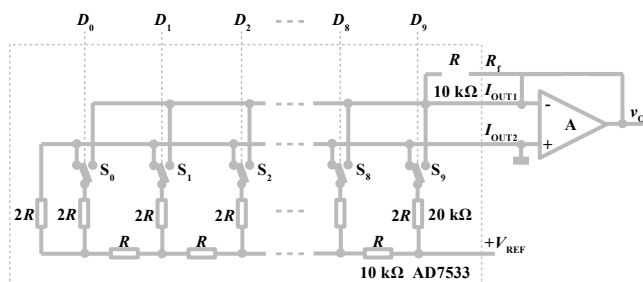 D0 D1 D2 D8 D9
R Rf
10 kΩ IOUT1
- A vO
IOUT2 +
S0 S1 S2 S8 S9
2R 2R 2R 2R 2R 20 kΩ
R R R +VREF
10 kΩ AD7533